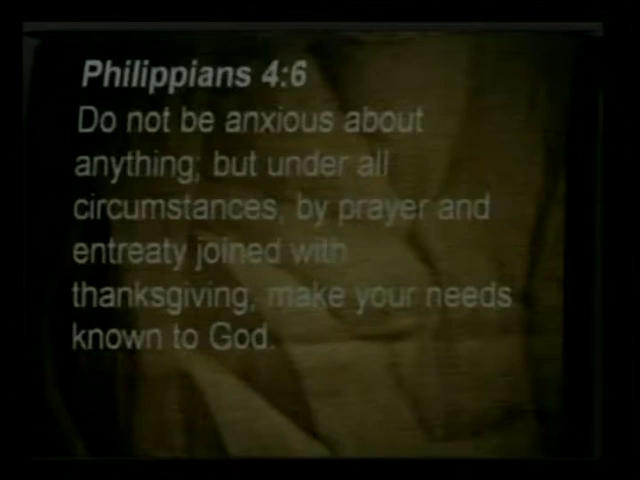 Philippians 4:6
Do not be anxious about
anything; but under all
circumstances, by prayer and
entreaty joined with
thanksgiving, make your needs
known to God.